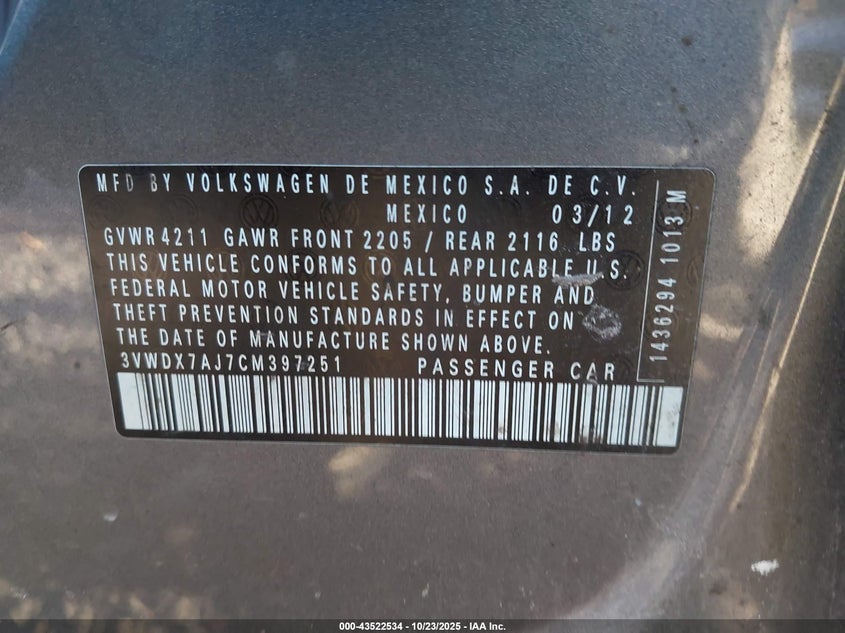 MFD BY VOLKSWAGEN DE MEXICO S.A. DE C.V.
MEXICO 03/12
GVWR 4211 GAWR FRONT 2205 / REAR 2116 LBS
THIS VEHICLE CONFORMS TO ALL APPLICABLE U.S.
FEDERAL MOTOR VEHICLE SAFETY, BUMPER AND
THEFT PREVENTION STANDARDS IN EFFECT ON
THE DATE OF MANUFACTURE SHOWN ABOVE.
3VWDX7AJ7CM397251 PASSENGER CAR
1436294 1013 M
000-43522534 - 10/23/2025 - IAA Inc.